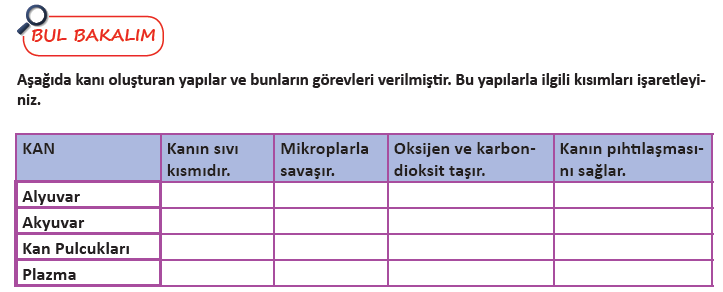 BUL BAKALIM
Aşağıda kanı oluşturan yapılar ve bunların görevleri verilmiştir. Bu yapılarla ilgili kısımları işaretleyi-
niz.
KAN
Kanın sıvı
kısmıdır.
Mikroplarla
savaşır.
Oksijen ve karbon-
dioksit taşır.
Kanın pıhtılaşması-
nı sağlar.
Alyuvar
Akyuvar
Kan Pulcukları
Plazma